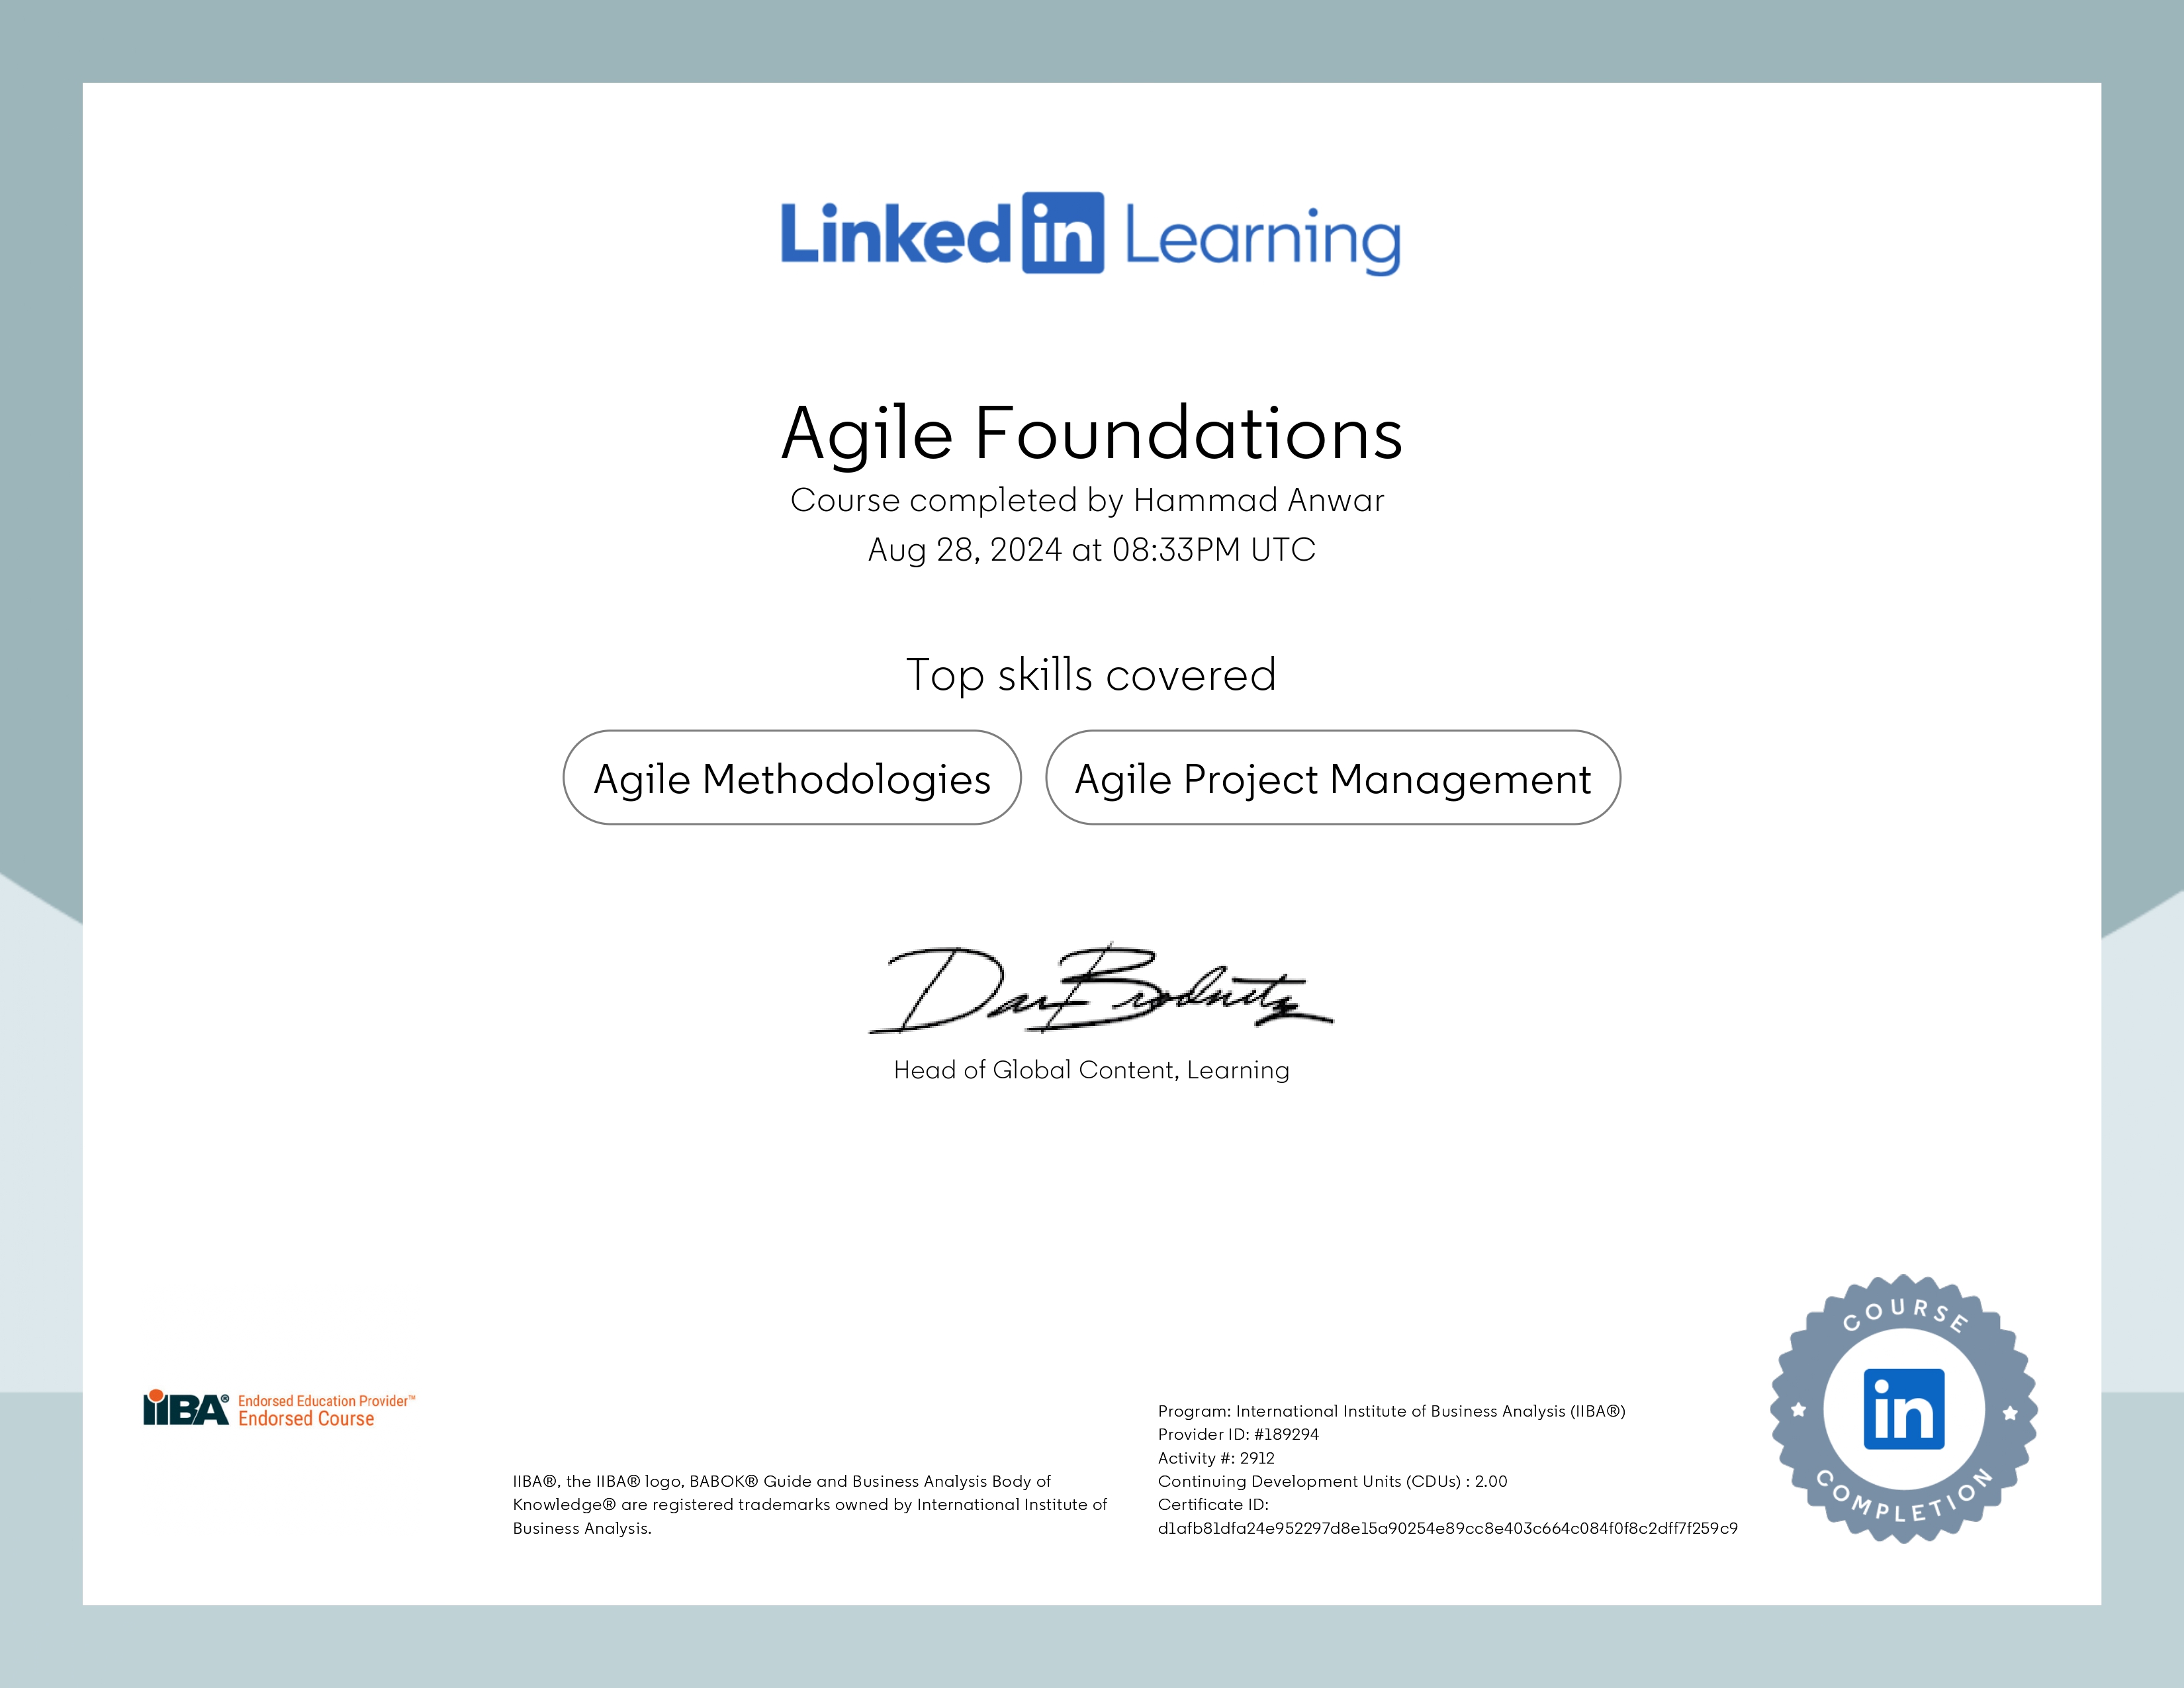 Linked in Learning
Agile Foundations
Course completed by Hammad Anwar
Aug 28, 2024 at 08:33PM UTC
Top skills covered
Agile Methodologies
Agile Project Management
Head of Global Content, Learning
IIBA® Endorsed Education Provider™
Endorsed Course
IIBA®, the IIBA® logo, BABOK® Guide and Business Analysis Body of
Knowledge® are registered trademarks owned by International Institute of
Business Analysis.
Program: International Institute of Business Analysis (IIBA®)
Provider ID: #189294
Activity #: 2912
Continuing Development Units (CDUs) : 2.00
Certificate ID:
d1afb81dfa24e952297d8e15a90254e89cc8e403c664c084f0f8c2dff7f259c9
COURSE
in
COMPLETION